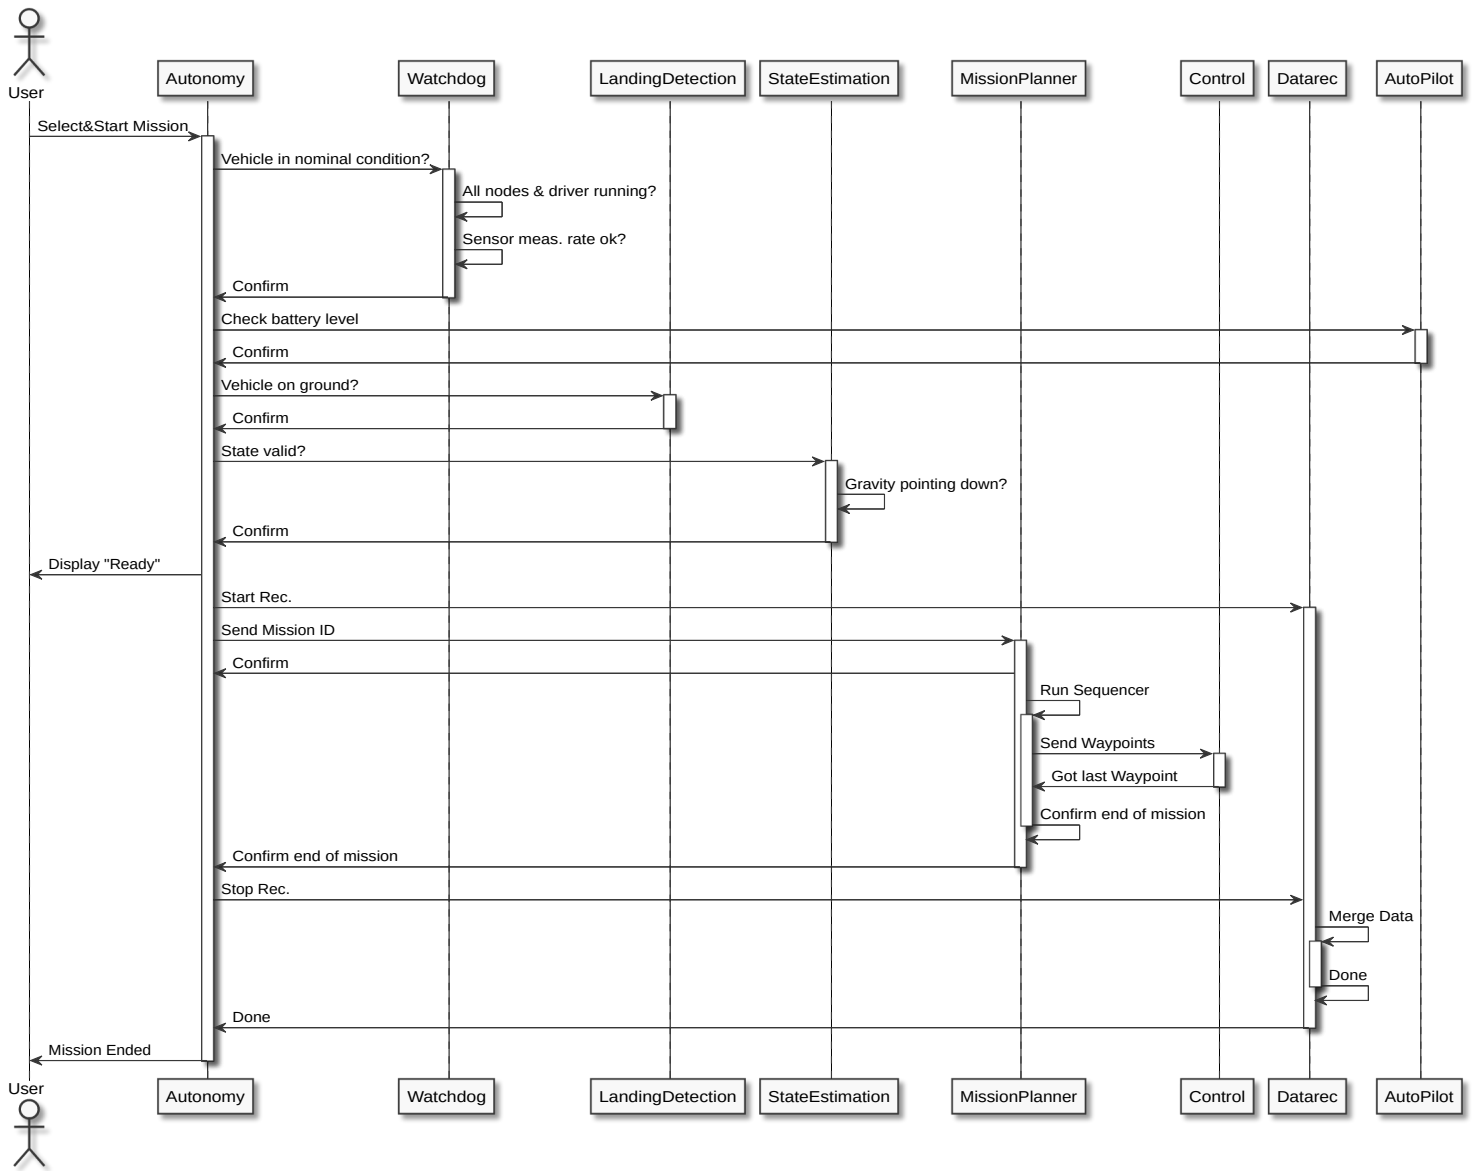 User
Autonomy
Watchdog
LandingDetection
StateEstimation
MissionPlanner
Control
Datarec
AutoPilot
Select&Start Mission
Vehicle in nominal condition?
All nodes & driver running?
Sensor meas. rate ok?
Confirm
Check battery level
Confirm
Vehicle on ground?
Confirm
State valid?
Gravity pointing down?
Confirm
Display "Ready"
Start Rec.
Send Mission ID
Confirm
Run Sequencer
Send Waypoints
Got last Waypoint
Confirm end of mission
Confirm end of mission
Stop Rec.
Merge Data
Done
Done
Mission Ended
User
Autonomy
Watchdog
LandingDetection
StateEstimation
MissionPlanner
Control
Datarec
AutoPilot